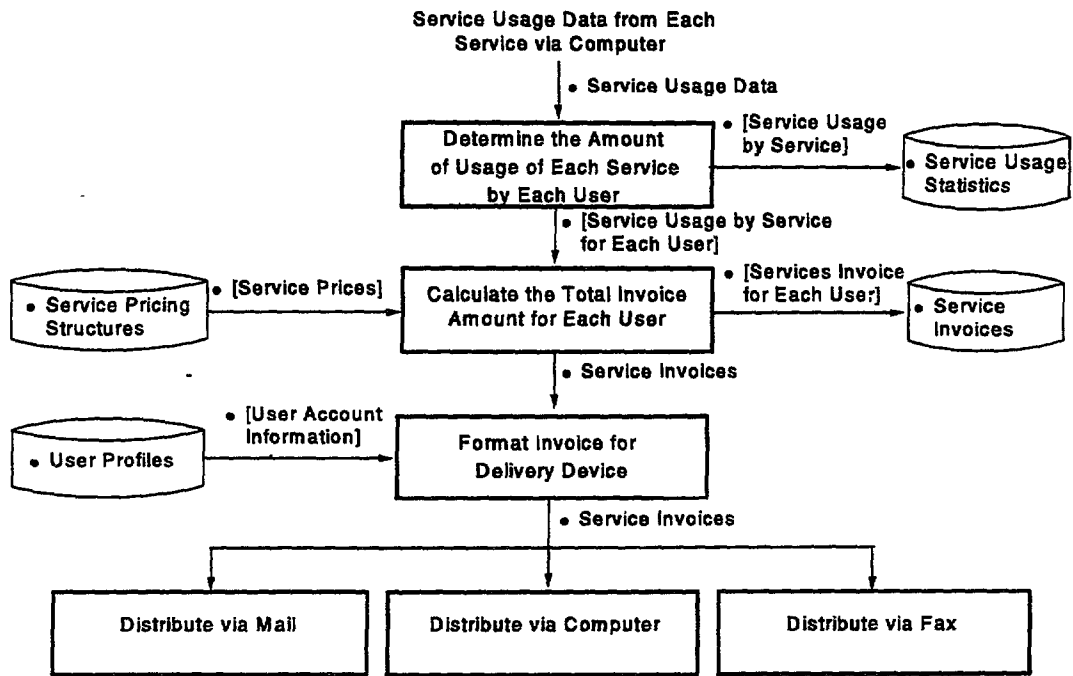 Service Usage Data from Each
Service via Computer
• Service Usage Data
Determine the Amount
of Usage of Each Service
by Each User
• [Service Usage
by Service]
• Service Usage
Statistics
• [Service Usage by Service
for Each User]
• Service Pricing
Structures
• [Service Prices]
Calculate the Total Invoice
Amount for Each User
• [Services Invoice
for Each User]
• Service
Invoices
• Service Invoices
• User Profiles
• [User Account
Information]
Format Invoice for
Delivery Device
• Service Invoices
Distribute via Mail
Distribute via Computer
Distribute via Fax